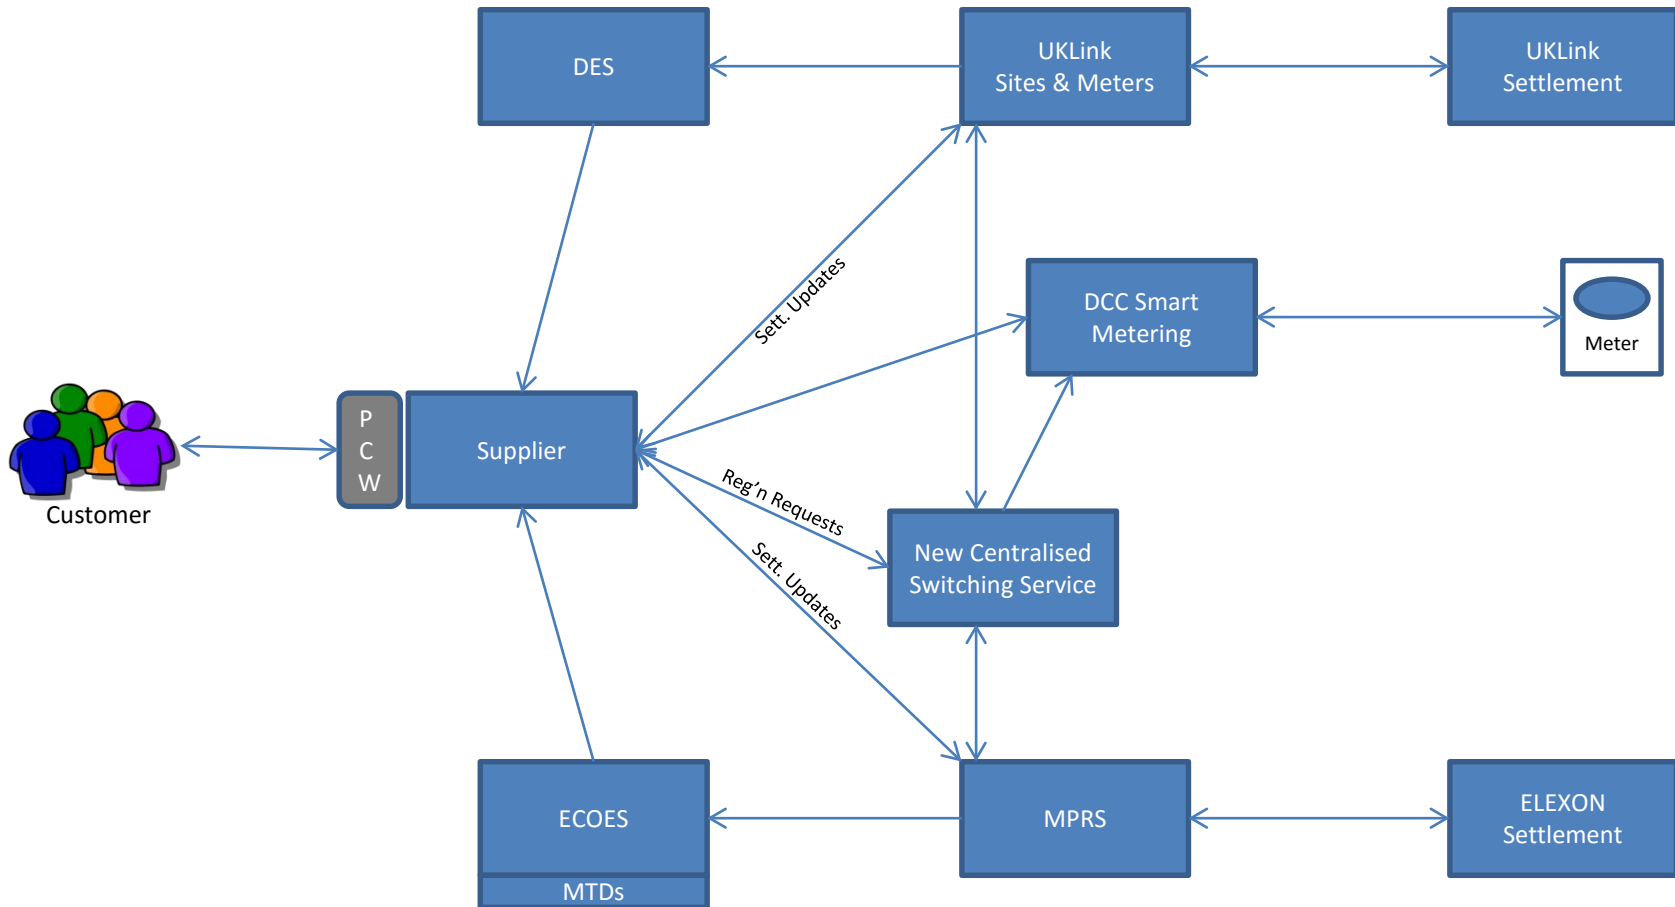 DES
UKLink
Sites & Meters
UKLink
Settlement
Sett. Updates
DCC Smart
Metering
Meter
P
C
W
Supplier
Customer
Reg’n Requests
New Centralised
Switching Service
Sett. Updates
ECOES
MTDs
MPRS
ELEXON
Settlement